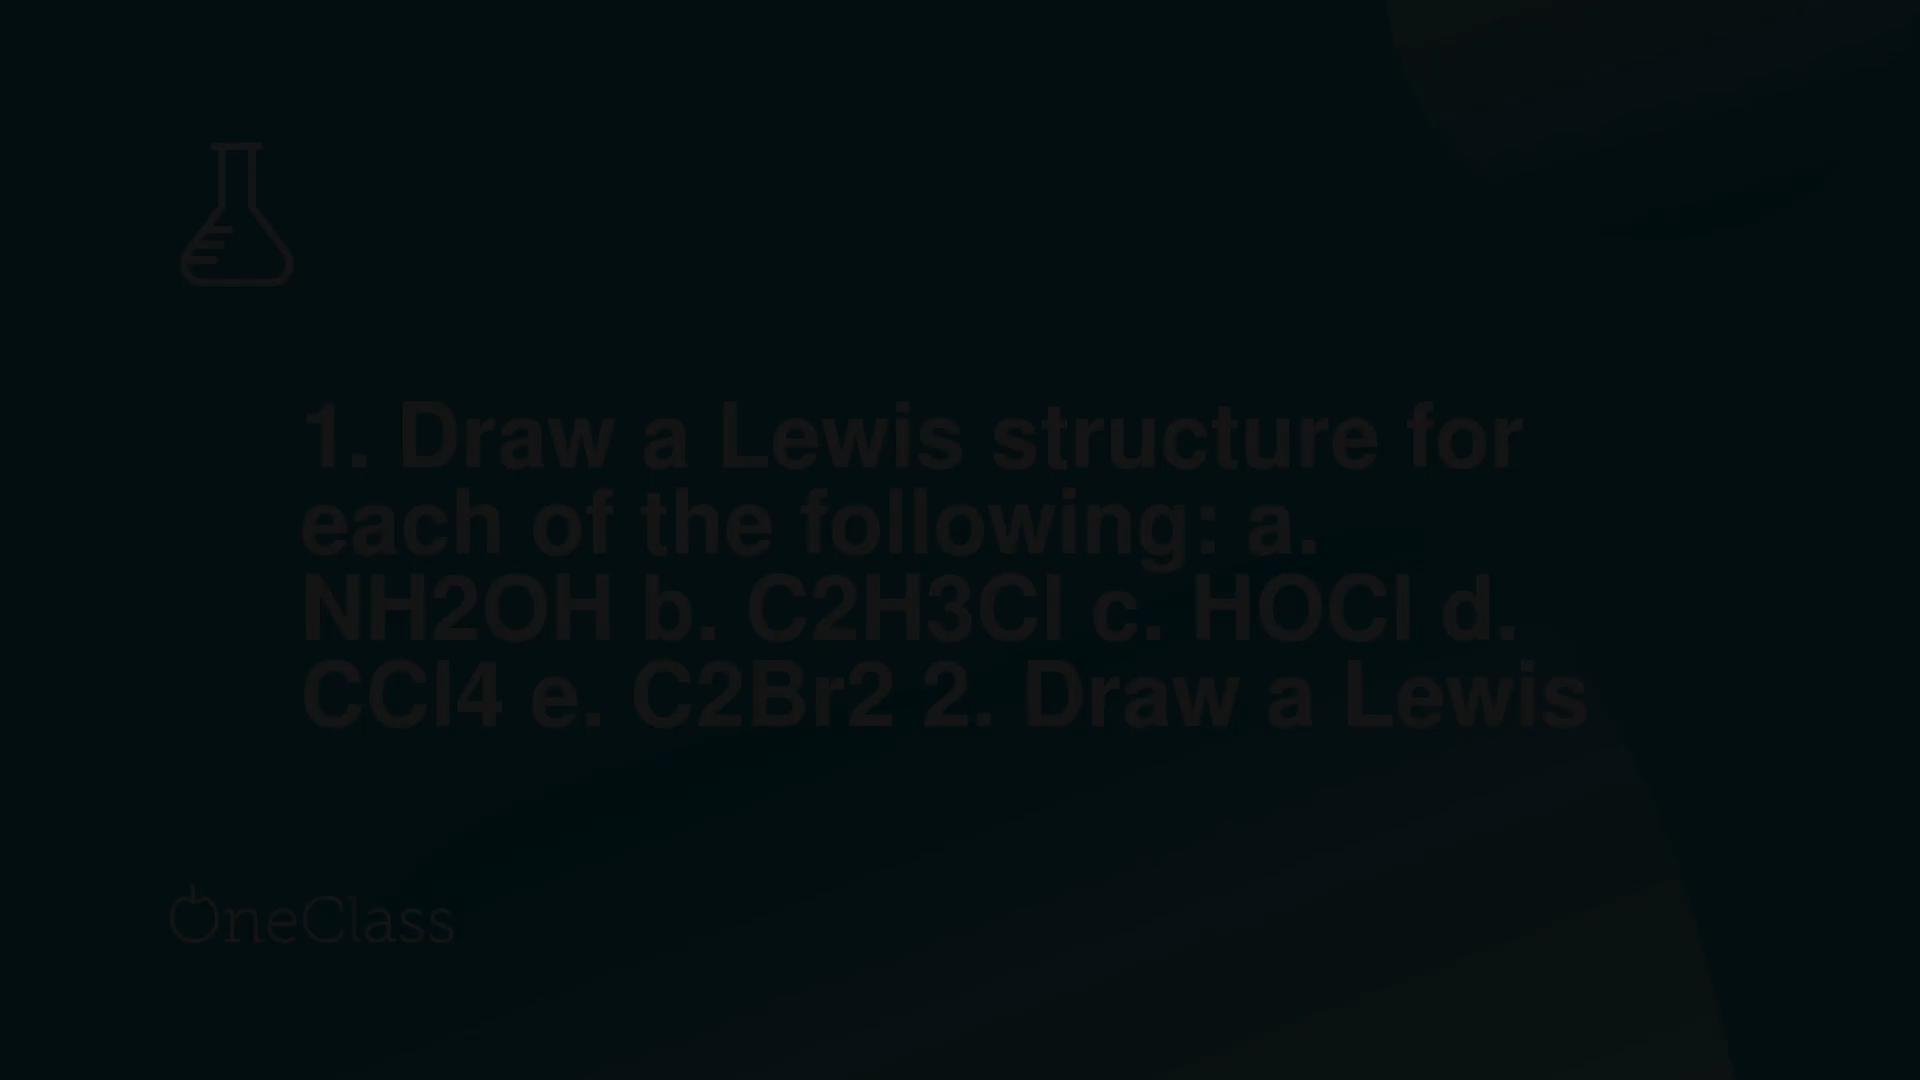 1. Draw a Lewis structure for
each of the following: a.
NH2OH b. C2H3Cl c. HOCl d.
CCl4 e. C2Br2 2. Draw a Lewis
OneClass